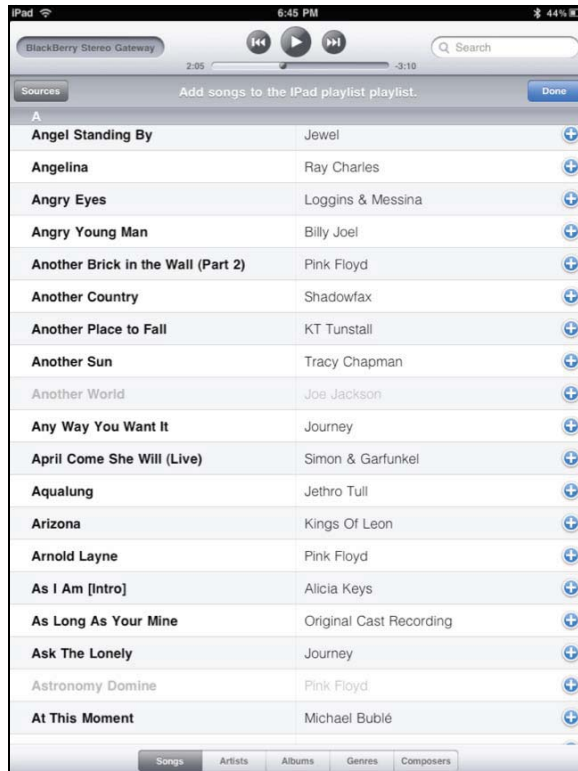 iPad 6:45 PM 44%
BlackBerry Stereo Gateway Search
2:05 -3:10
Sources Add songs to the IPad playlist playlist. Done
A
Angel Standing By Jewel
Angelina Ray Charles
Angry Eyes Loggins & Messina
Angry Young Man Billy Joel
Another Brick in the Wall (Part 2) Pink Floyd
Another Country Shadowfax
Another Place to Fall KT Tunstall
Another Sun Tracy Chapman
Another World Joe Jackson
Any Way You Want It Journey
April Come She Will (Live) Simon & Garfunkel
Aqualung Jethro Tull
Arizona Kings Of Leon
Arnold Layne Pink Floyd
As I Am [Intro] Alicia Keys
As Long As Your Mine Original Cast Recording
Ask The Lonely Journey
Astronomy Domine Pink Floyd
At This Moment Michael Bublé
Songs Artists Albums Genres Composers